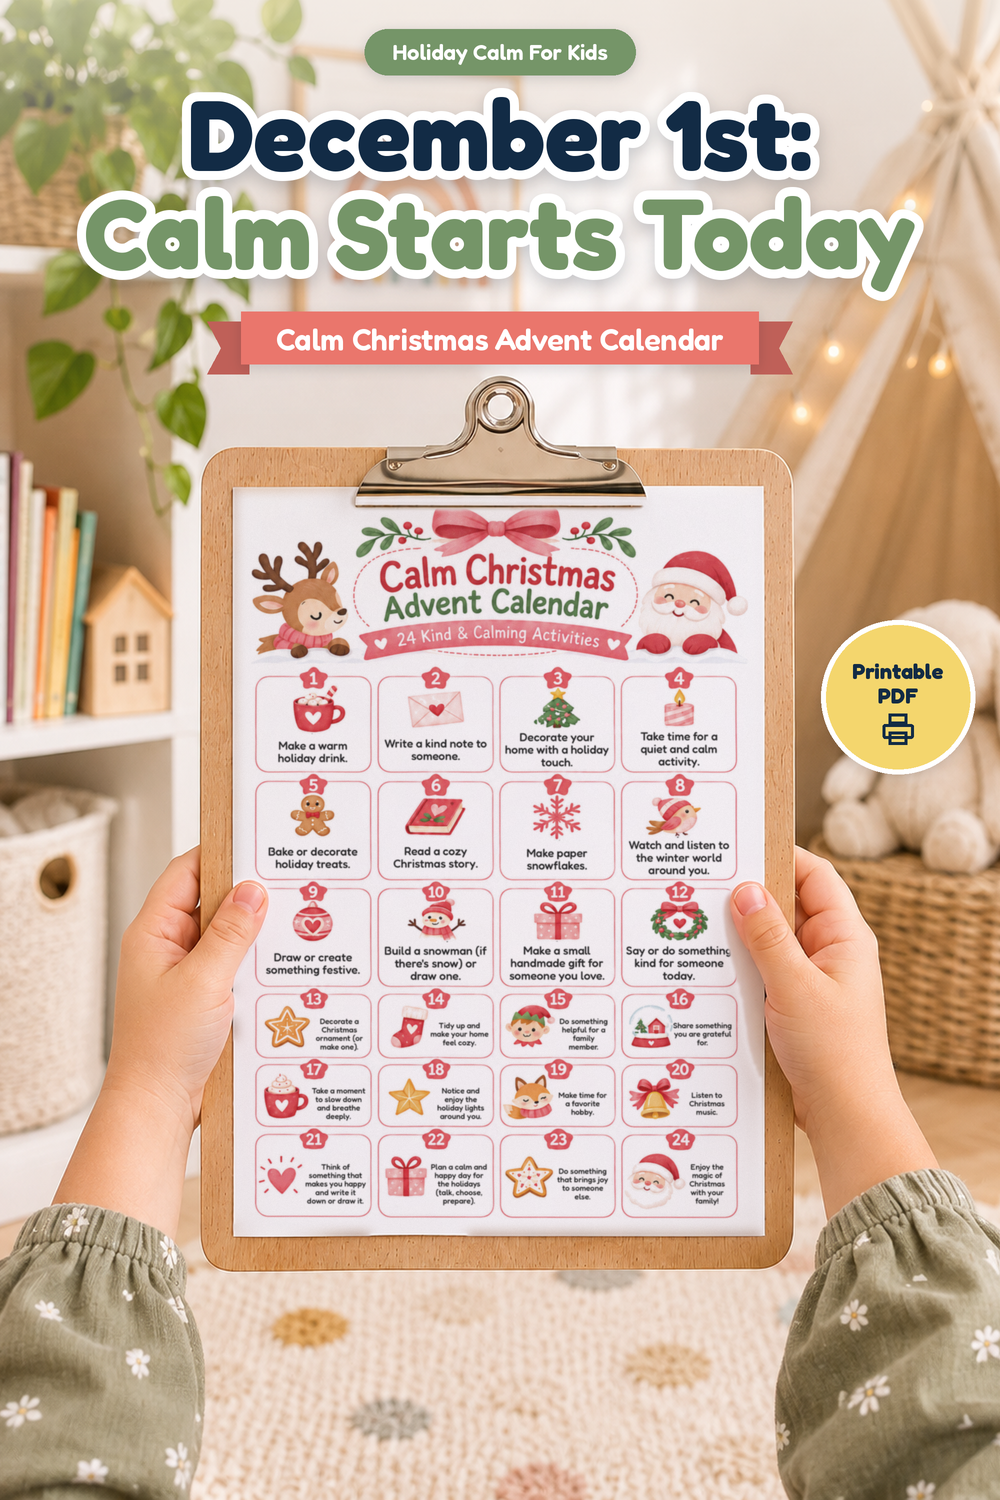 Holiday Calm For Kids
December 1st:
Calm Starts Today
Calm Christmas Advent Calendar
Calm Christmas
Advent Calendar
24 Kind & Calming Activities
1
Make a warm
holiday drink.
2
Write a kind note to
someone.
3
Decorate your
home with a holiday
touch.
4
Take time for a
quiet and calm
activity.
Printable
PDF
5
Bake or decorate
holiday treats.
6
Read a cozy
Christmas story.
7
Make paper
snowflakes.
8
Watch and listen to
the winter world
around you.
9
Draw or create
something festive.
10
Build a snowman (if
there's snow) or
draw one.
11
Make a small
handmade gift for
someone you love.
12
Say or do something
kind for someone
today.
13
Decorate a
Christmas
ornament (or
make one).
14
Tidy up and
make your home
feel cozy.
15
Do something
helpful for a
family
member.
16
Share something
you are grateful
for.
17
Take a moment
to slow down
and breathe
deeply.
18
Notice and
enjoy the
holiday lights
around you.
19
Make time for
a favorite
hobby.
20
Listen to
Christmas
music.
21
Think of
something that
makes you happy
and write it
down or draw it.
22
Plan a calm and
happy day for
the holidays
(talk, choose,
prepare).
23
Do something
that brings joy
to someone
else.
24
Enjoy the
magic of
Christmas
with your
family!